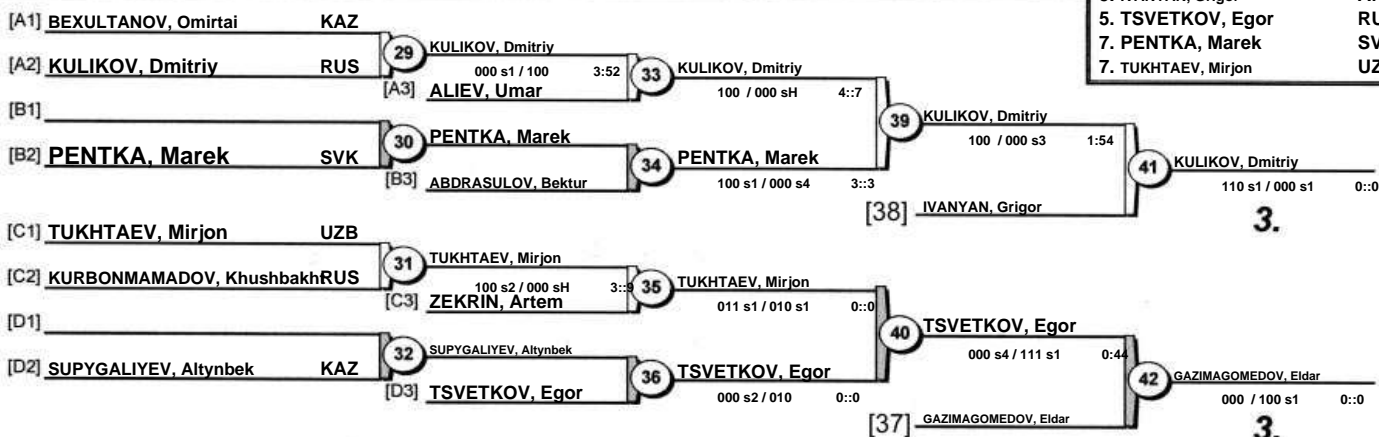 [A1] BEXULTANOV, Omirtai KAZ
[A2] KULIKOV, Dmitriy RUS
29
KULIKOV, Dmitriy
000 s1 / 100 3:52
[A3] ALIEV, Umar
33
KULIKOV, Dmitriy
100 / 000 sH 4::7
[B1]
[B2] PENTKA, Marek SVK
30
PENTKA, Marek
[B3] ABDRASULOV, Bektur
34
PENTKA, Marek
100 s1 / 000 s4 3::3
39
KULIKOV, Dmitriy
100 / 000 s3 1:54
[38] IVANYAN, Grigor
41
KULIKOV, Dmitriy
110 s1 / 000 s1 0::0
3.
[C1] TUKHTAEV, Mirjon UZB
[C2] KURBONMAMADOV, Khushbakht RUS
31
TUKHTAEV, Mirjon
100 s2 / 000 sH 3::9
[C3] ZEKRIN, Artem
35
TUKHTAEV, Mirjon
011 s1 / 010 s1 0::0
[D1]
[D2] SUPYGALIYEV, Altynbek KAZ
32
SUPYGALIYEV, Altynbek
[D3] TSVETKOV, Egor
36
TSVETKOV, Egor
000 s2 / 010 0::0
40
TSVETKOV, Egor
000 s4 / 111 s1 0:44
[37] GAZIMAGOMEDOV, Eldar
42
GAZIMAGOMEDOV, Eldar
000 / 100 s1 0::0
3.
5. TSVETKOV, Egor RU
7. PENTKA, Marek SV
7. TUKHTAEV, Mirjon UZ